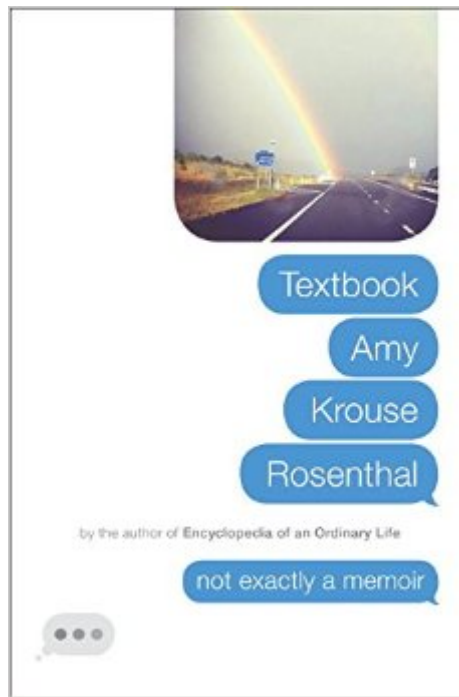 Textbook
Amy
Krouse
Rosenthal
by the author of Encyclopedia of an Ordinary Life
not exactly a memoir